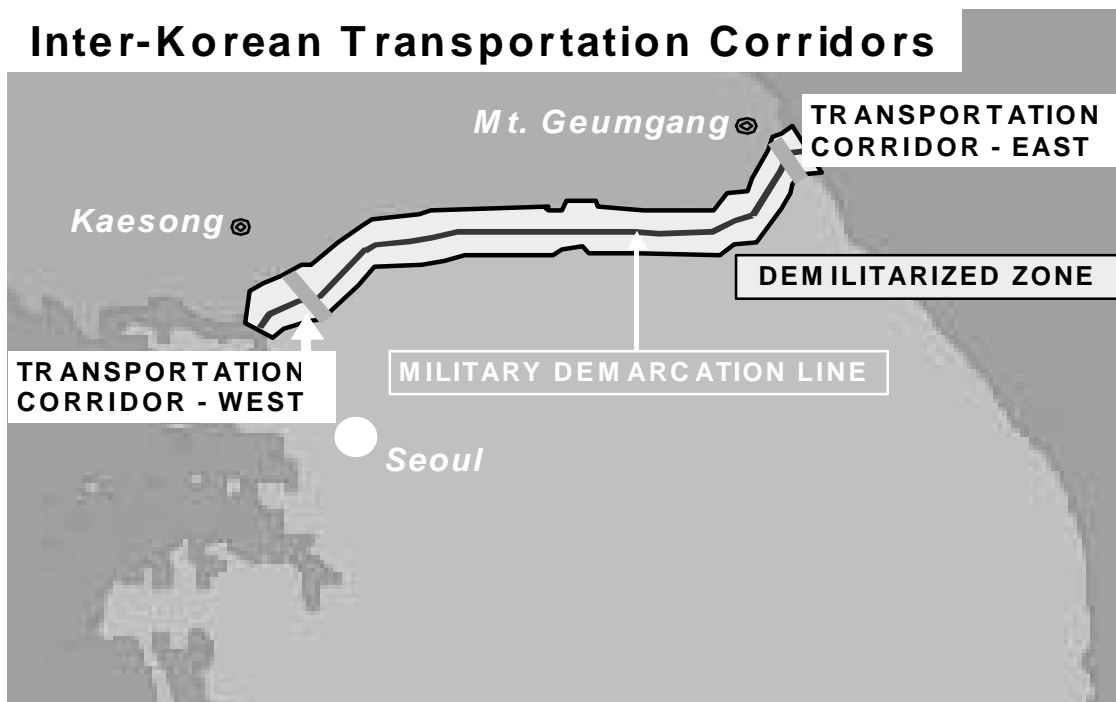 Inter-Korean Transportation Corridors
Mt. Geumgang
TRANSPORTATION
CORRIDOR - EAST
Kaesong
DEMILITARIZED ZONE
TRANSPORTATION
CORRIDOR - WEST
MILITARY DEMARCATION LINE
Seoul